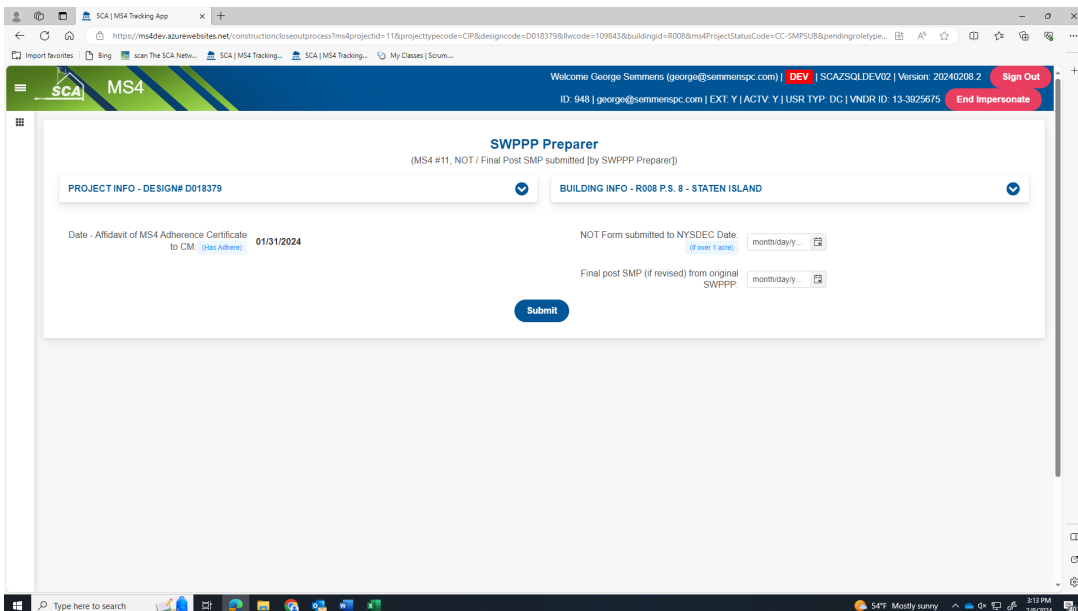 SCA | MS4 Tracking App
https://ms4dev.azurewebsites.net/constructioncloseoutprocess?ms4projectid=11&projecttypecode=CIP&designcode=D018379&llwcode=109843&buildingid=R008&ms4ProjectStatusCode=CC-SMPSUB&pendingroletype...
Import favorites
Bing
scan The SCA Netw...
SCA | MS4 Tracking...
SCA | MS4 Tracking...
My Classes | Scrum...
SCA MS4
Welcome George Semmens (george@semmenspc.com) | DEV | SCAZSQLDEV02 | Version: 20240208.2 Sign Out
ID: 948 | george@semmenspc.com | EXT: Y | ACTV: Y | USR TYP: DC | VNDR ID: 13-3925675 End Impersonate
SWPPP Preparer
(MS4 #11, NOT / Final Post SMP submitted [by SWPPP Preparer])
PROJECT INFO - DESIGN# D018379
BUILDING INFO - R008 P.S. 8 - STATEN ISLAND
Date - Affidavit of MS4 Adherence Certificate
to CM: (Has Adhere)
01/31/2024
NOT Form submitted to NYSDEC Date:
(if over 1 acre)
month/day/y...
Final post SMP (if revised) from original
SWPPP:
month/day/y...
Submit
Type here to search
54°F Mostly sunny
3:13 PM